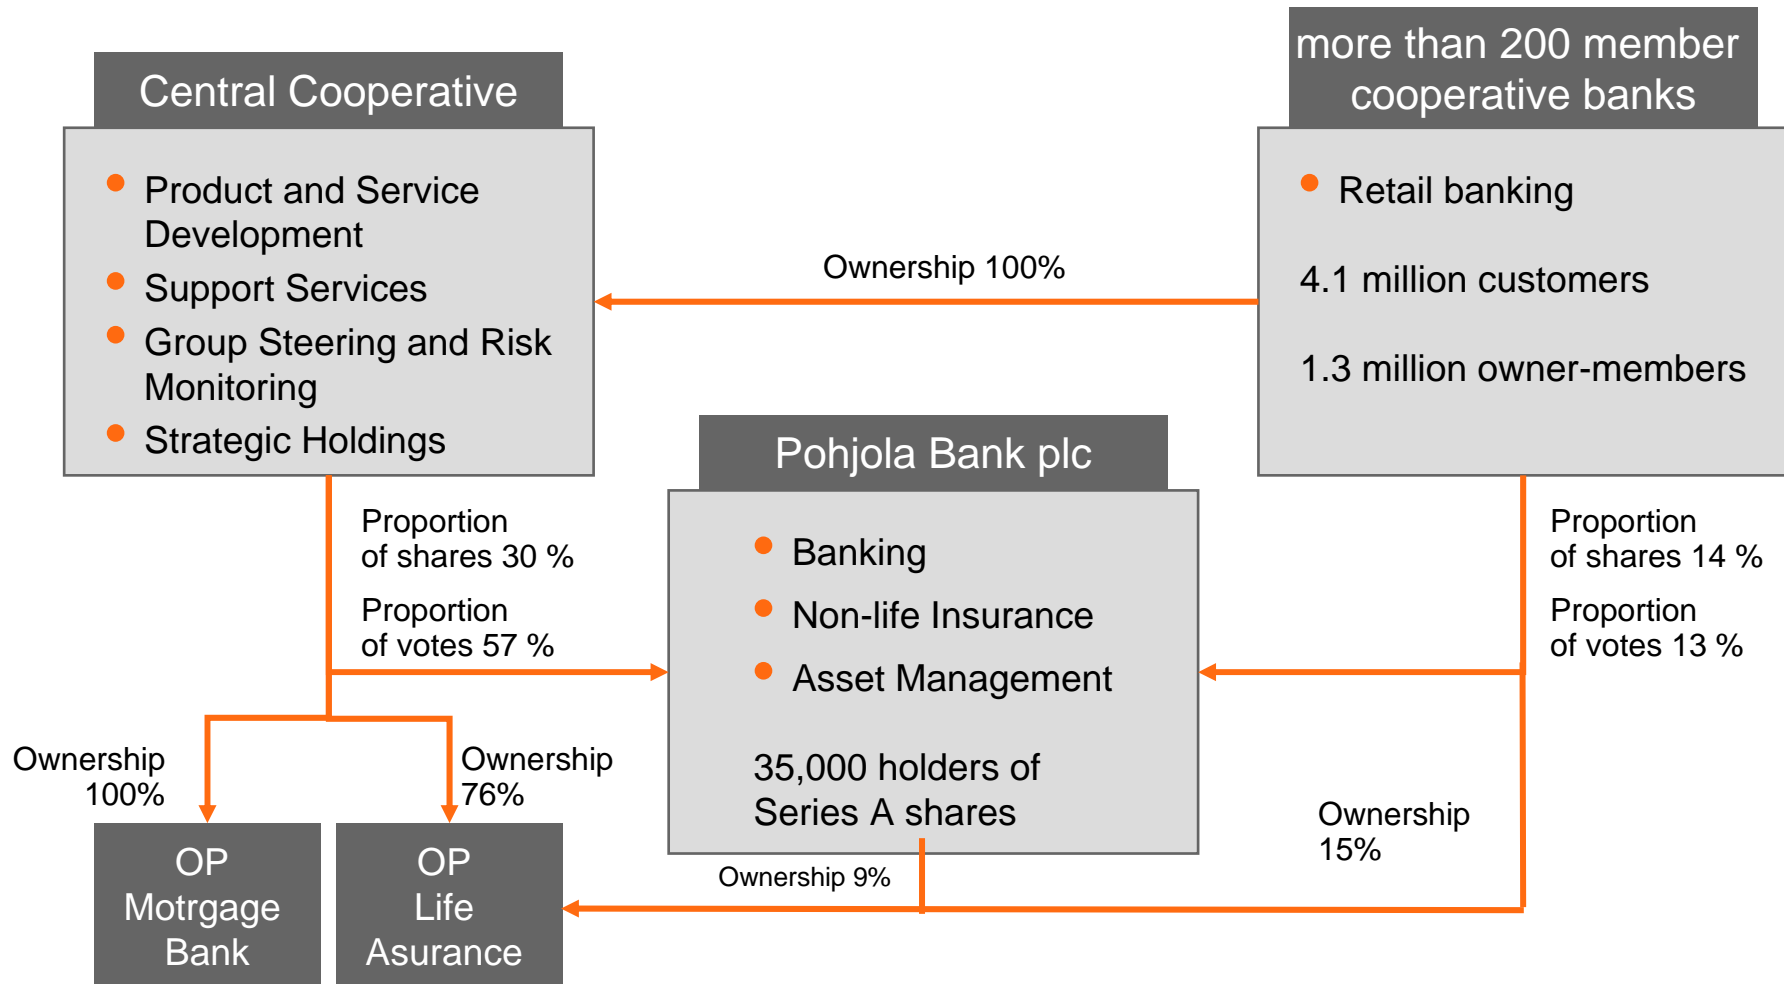 Central Cooperative
Product and Service
Development
Support Services
Group Steering and Risk
Monitoring
Strategic Holdings
more than 200 member
cooperative banks
Retail banking
4.1 million customers
1.3 million owner-members
Ownership 100%
Pohjola Bank plc
Banking
Non-life Insurance
Asset Management
35,000 holders of
Series A shares
Proportion
of shares 30 %
Proportion
of votes 57 %
Proportion
of shares 14 %
Proportion
of votes 13 %
Ownership
100%
Ownership
76%
Ownership
15%
Ownership 9%
OP
Motrgage
Bank
OP
Life
Asurance